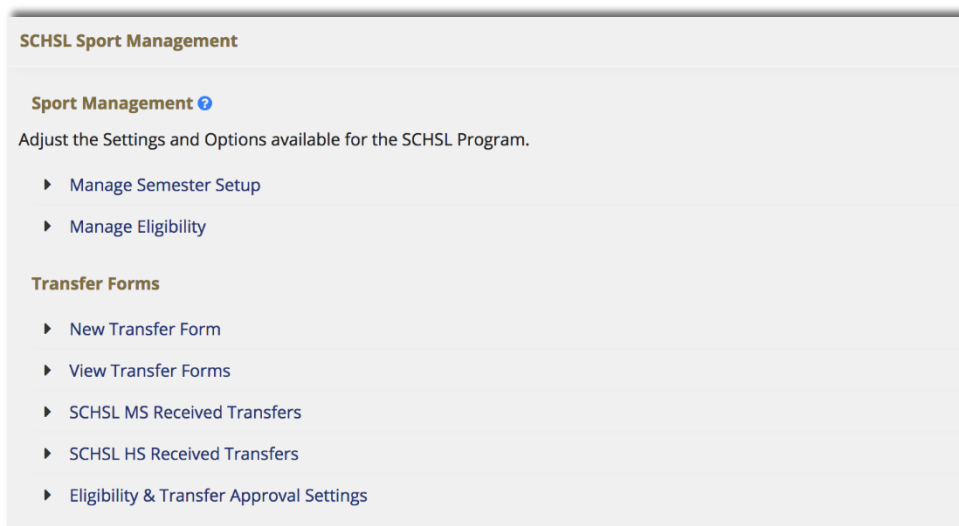 SCHSL Sport Management
Sport Management
Adjust the Settings and Options available for the SCHSL Program.
Manage Semester Setup
Manage Eligibility
Transfer Forms
New Transfer Form
View Transfer Forms
SCHSL MS Received Transfers
SCHSL HS Received Transfers
Eligibility & Transfer Approval Settings